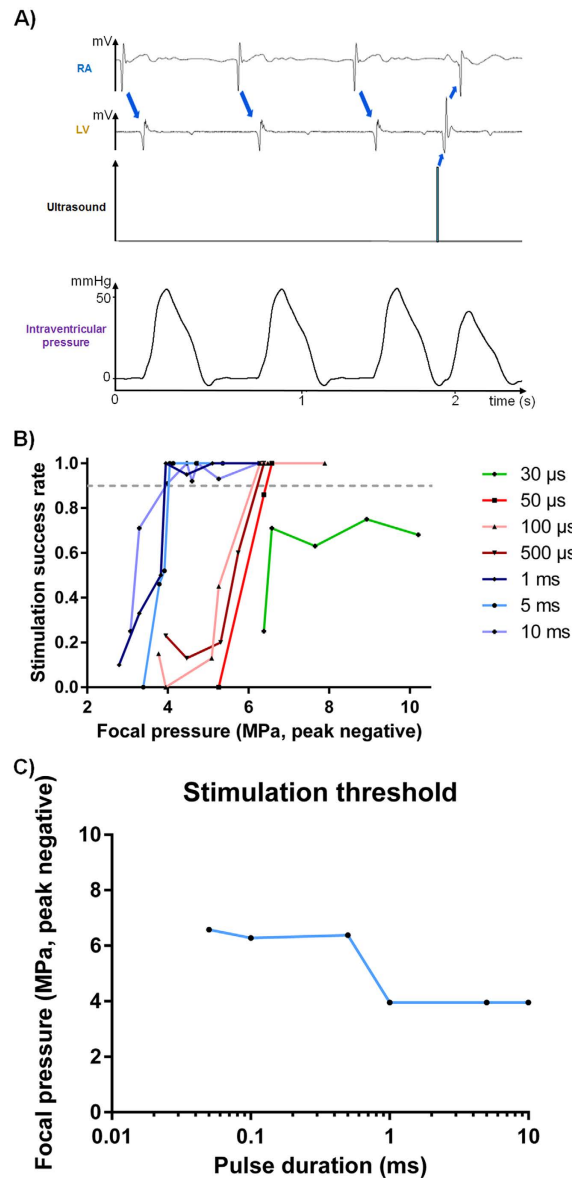 A)
mV
RA
mV
LV
Ultrasound
mmHg
50
Intraventricular
pressure
0
0 1 2 time (s)
B)
1.0
0.8
0.6
0.4
0.2
0.0
Stimulation success rate
2 4 6 8 10
Focal pressure (MPa, peak negative)
30 µs
50 µs
100 µs
500 µs
1 ms
5 ms
10 ms
C)
Stimulation threshold
10
8
6
4
2
0
Focal pressure (MPa, peak negative)
0.01 0.1 1 10
Pulse duration (ms)